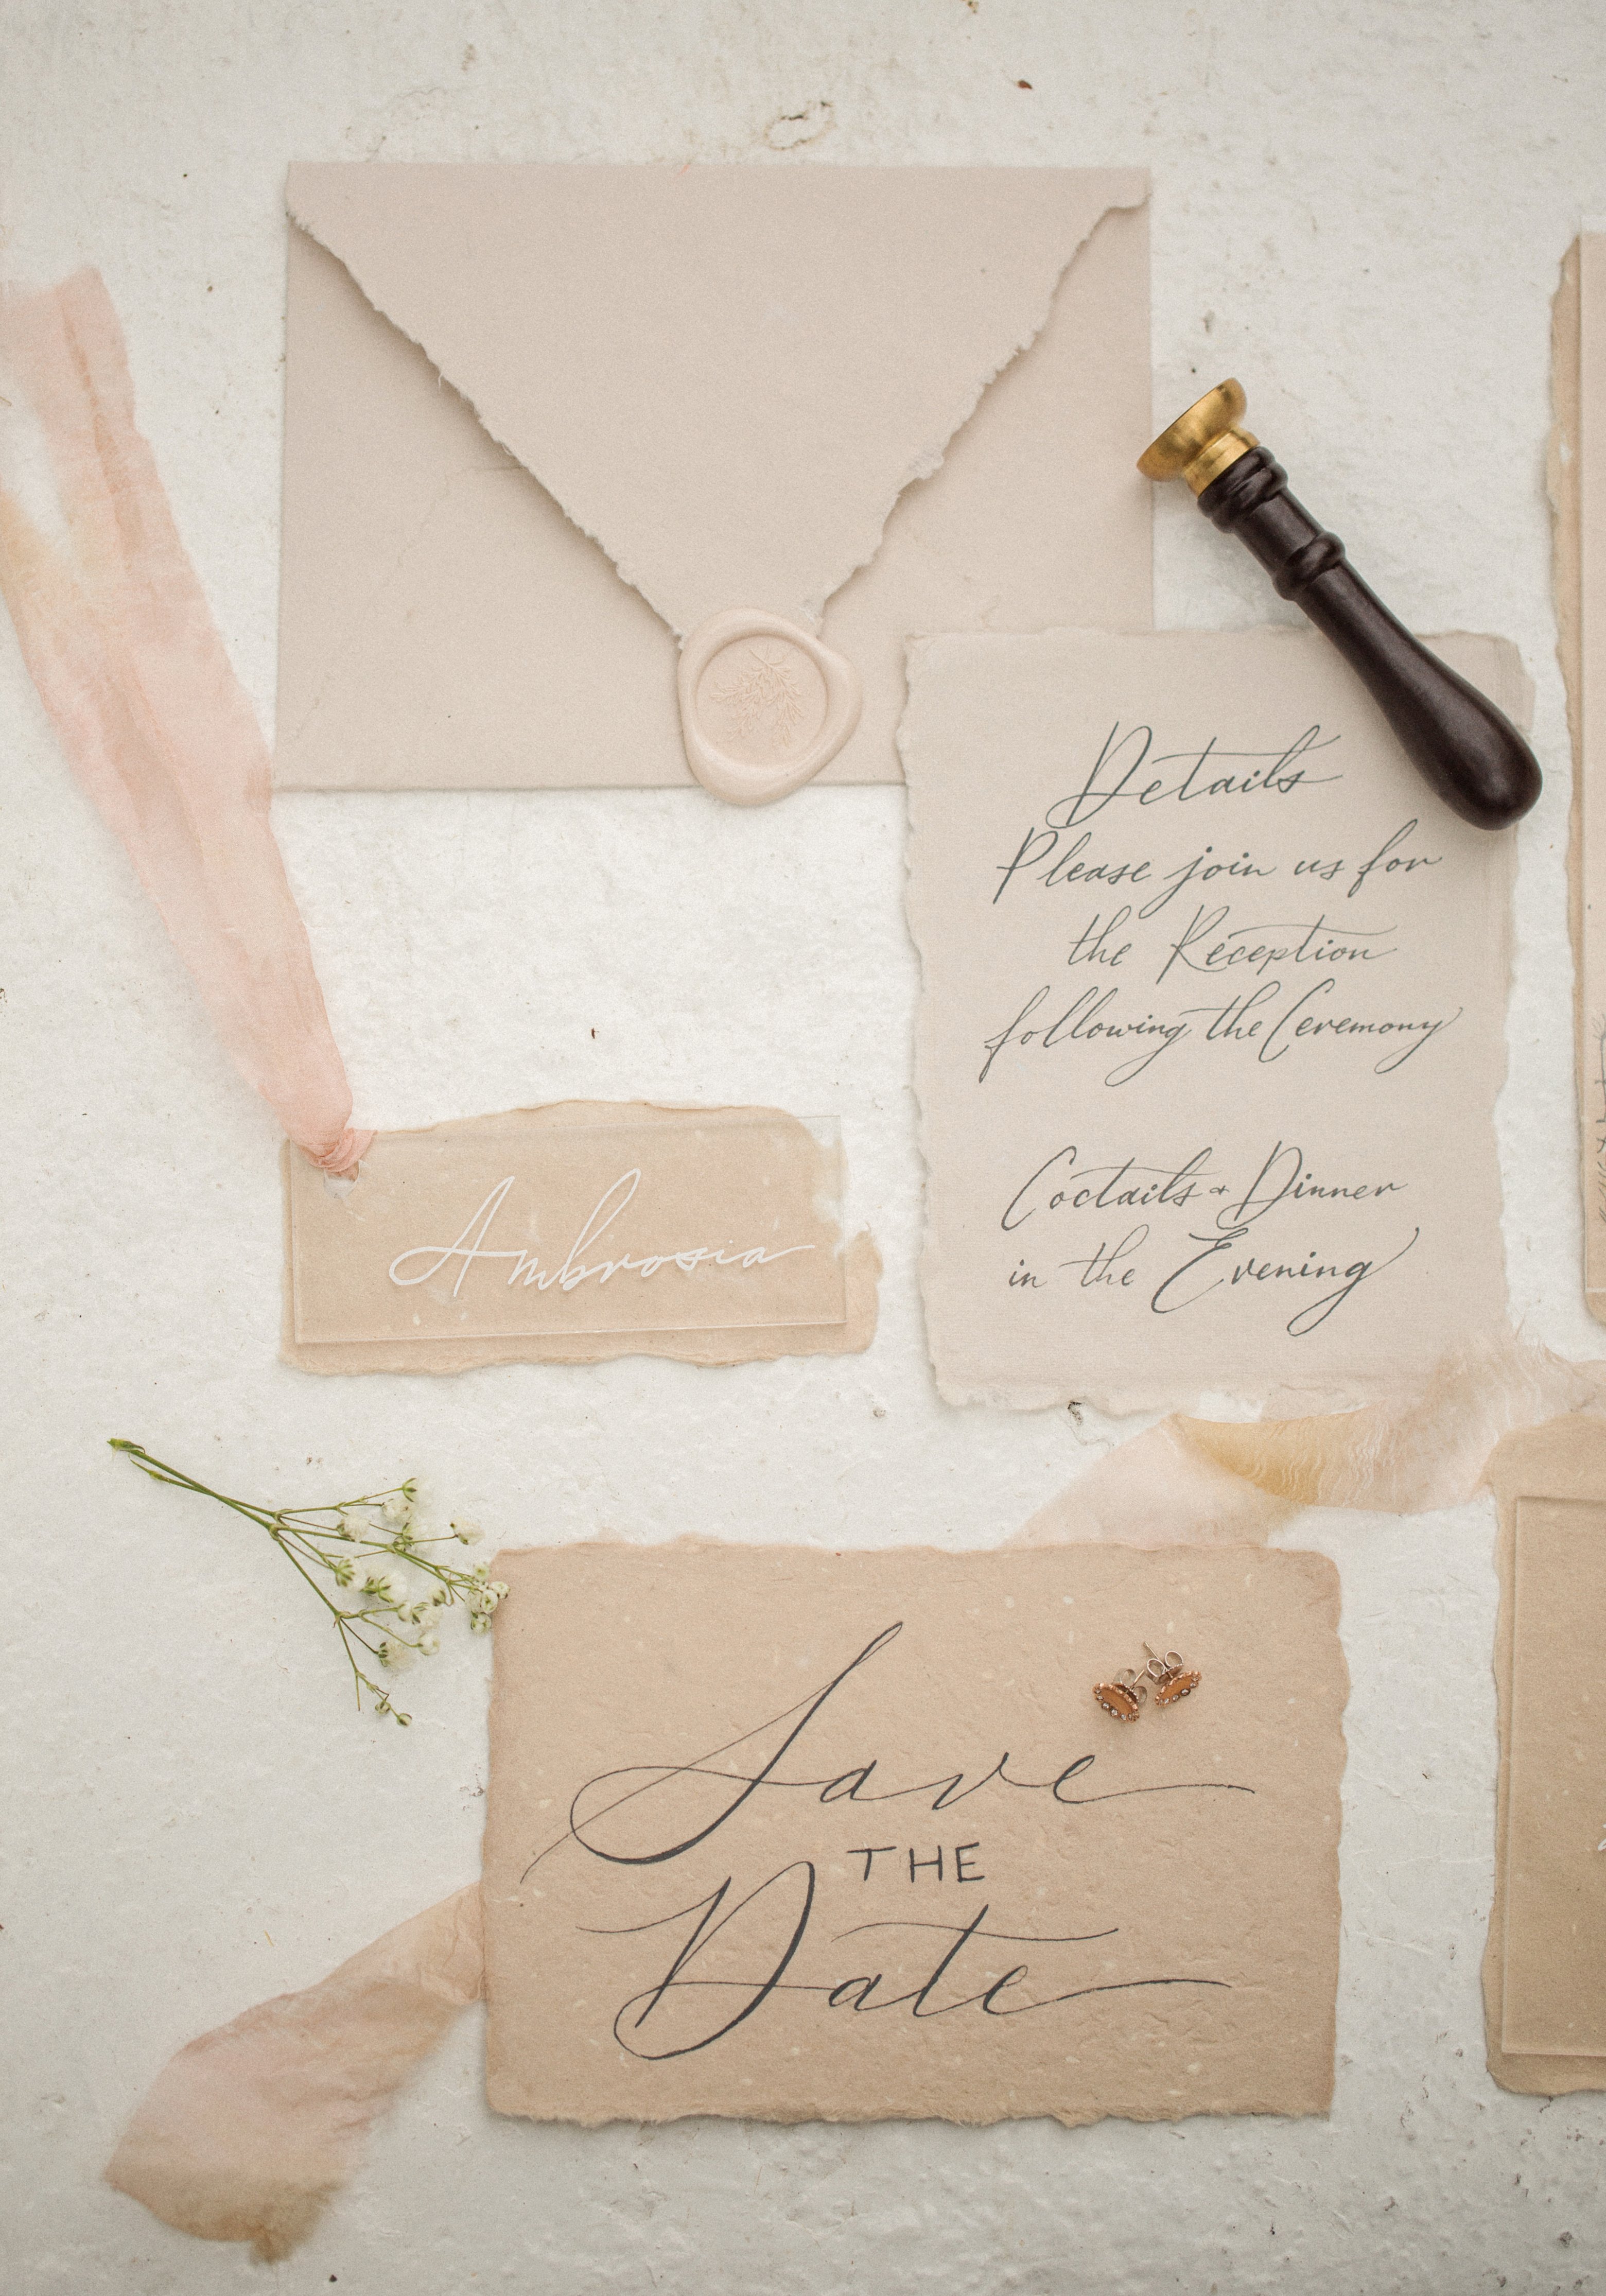 Details
Please join us for
the Reception
following the Ceremony
Coctails & Dinner
in the Evening
Ambrosia
Save
THE
Date